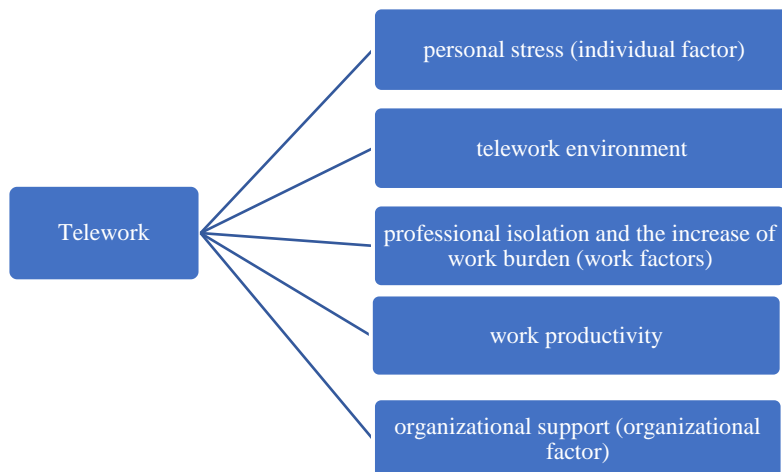 personal stress (individual factor)
telework environment
Telework
professional isolation and the increase of
work burden (work factors)
work productivity
organizational support (organizational
factor)